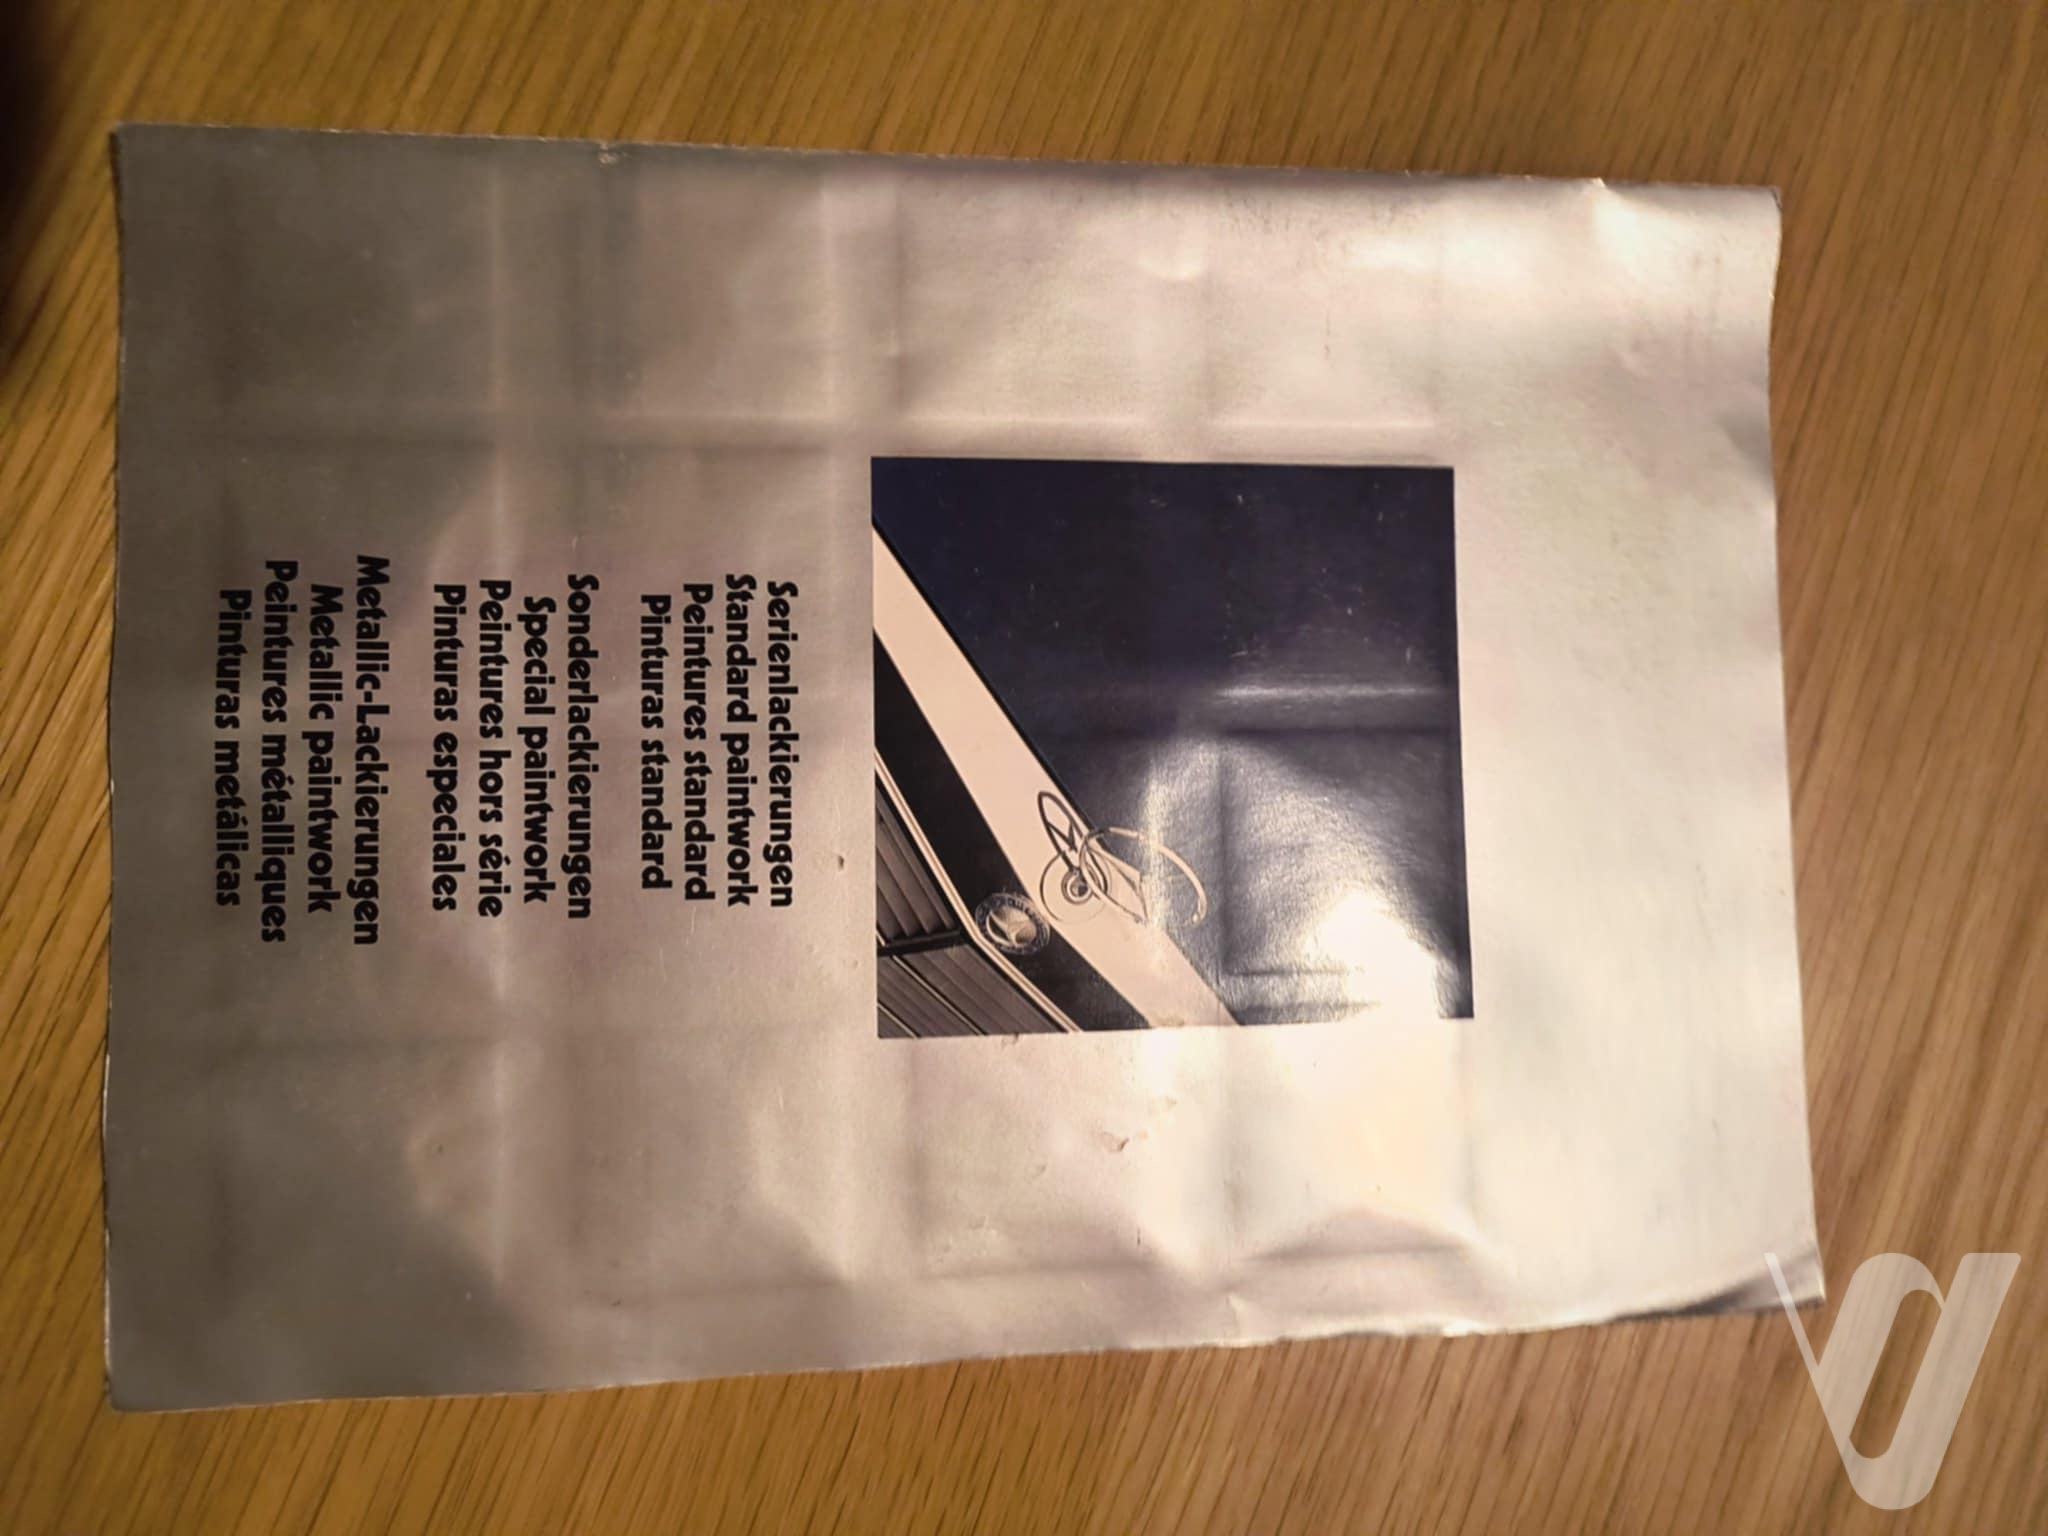 Serienlackierungen
Standard paintwork
Peintures standard
Pinturas standard
Sonderlackierungen
Special paintwork
Peintures hors série
Pinturas especiales
Metallic-Lackierungen
Metallic paintwork
Peintures métalliques
Pinturas metálicas